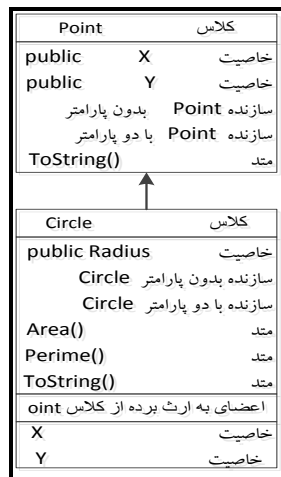 کلاس Point
خاصیت public X
خاصیت public Y
سازنده Point بدون پارامتر
سازنده Point با دو پارامتر
متد ToString()
کلاس Circle
خاصیت public Radius
سازنده بدون پارامتر Circle
سازنده با دو پارامتر Circle
متد Area()
متد Perime()
متد ToString()
اعضای به ارث برده از کلاس oint
خاصیت X
خاصیت Y